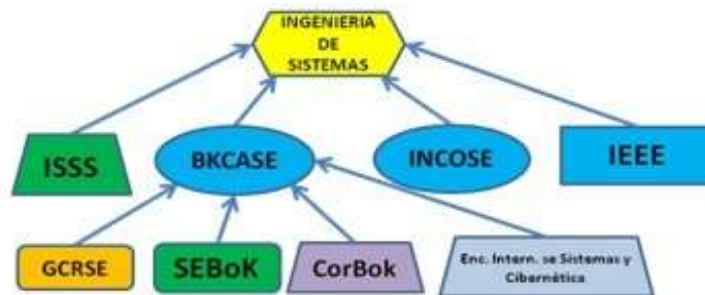 INGENIERIA
DE
SISTEMAS
ISSS
BKCASE
INCOSE
IEEE
GCRSE
SEBoK
CorBok
Enc. Intern. se Sistemas y
Cibernética